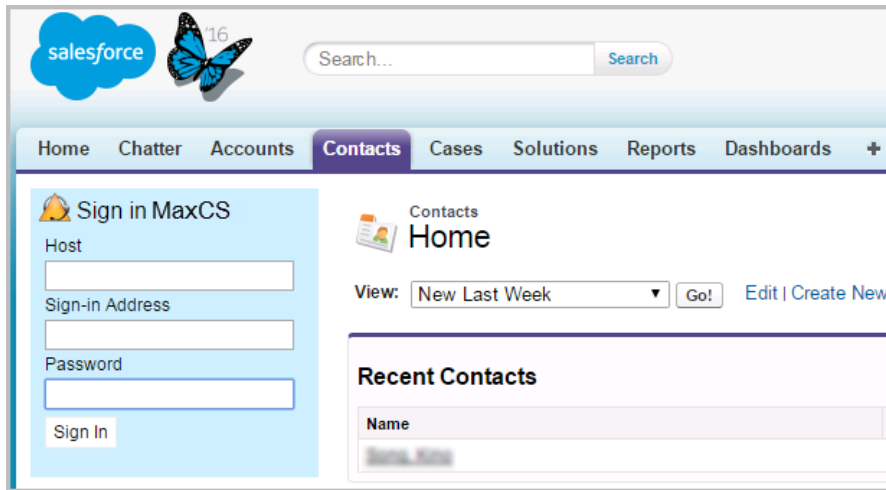 salesforce '16
Search... Search
Home Chatter Accounts Contacts Cases Solutions Reports Dashboards +
Sign in MaxCS
Host
Sign-in Address
Password
Sign In
Contacts
Home
View: New Last Week Go! Edit | Create New
Recent Contacts
Name